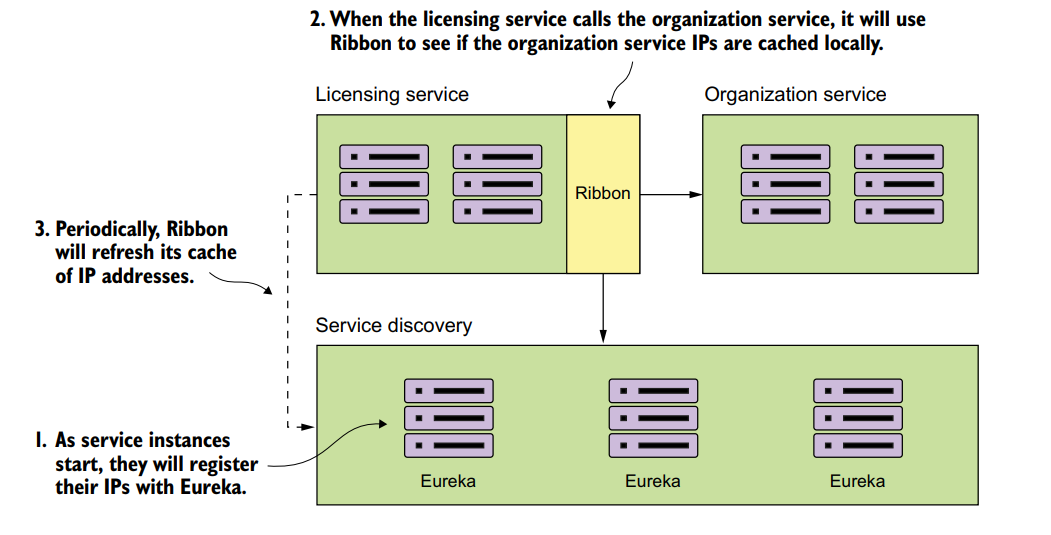 2. When the licensing service calls the organization service, it will use
Ribbon to see if the organization service IPs are cached locally.
Licensing service
Organization service
Ribbon
3. Periodically, Ribbon
will refresh its cache
of IP addresses.
Service discovery
1. As service instances
start, they will register
their IPs with Eureka.
Eureka
Eureka
Eureka